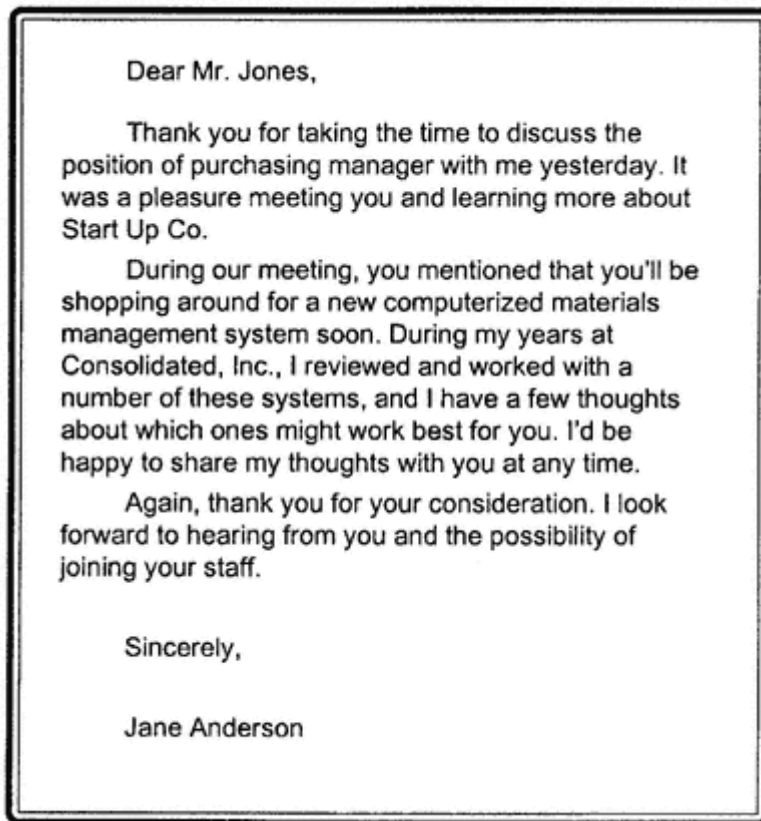 Dear Mr. Jones,
Thank you for taking the time to discuss the
position of purchasing manager with me yesterday. It
was a pleasure meeting you and learning more about
Start Up Co.
During our meeting, you mentioned that you'll be
shopping around for a new computerized materials
management system soon. During my years at
Consolidated, Inc., I reviewed and worked with a
number of these systems, and I have a few thoughts
about which ones might work best for you. I'd be
happy to share my thoughts with you at any time.
Again, thank you for your consideration. I look
forward to hearing from you and the possibility of
joining your staff.
Sincerely,
Jane Anderson